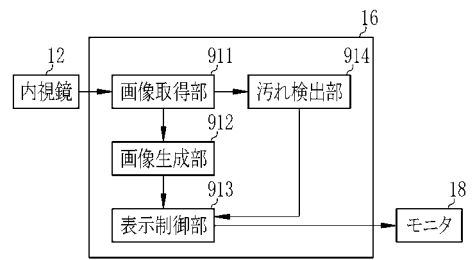 16
12
911
914
内視鏡
画像取得部
汚れ検出部
912
画像生成部
913
18
表示制御部
モニタ